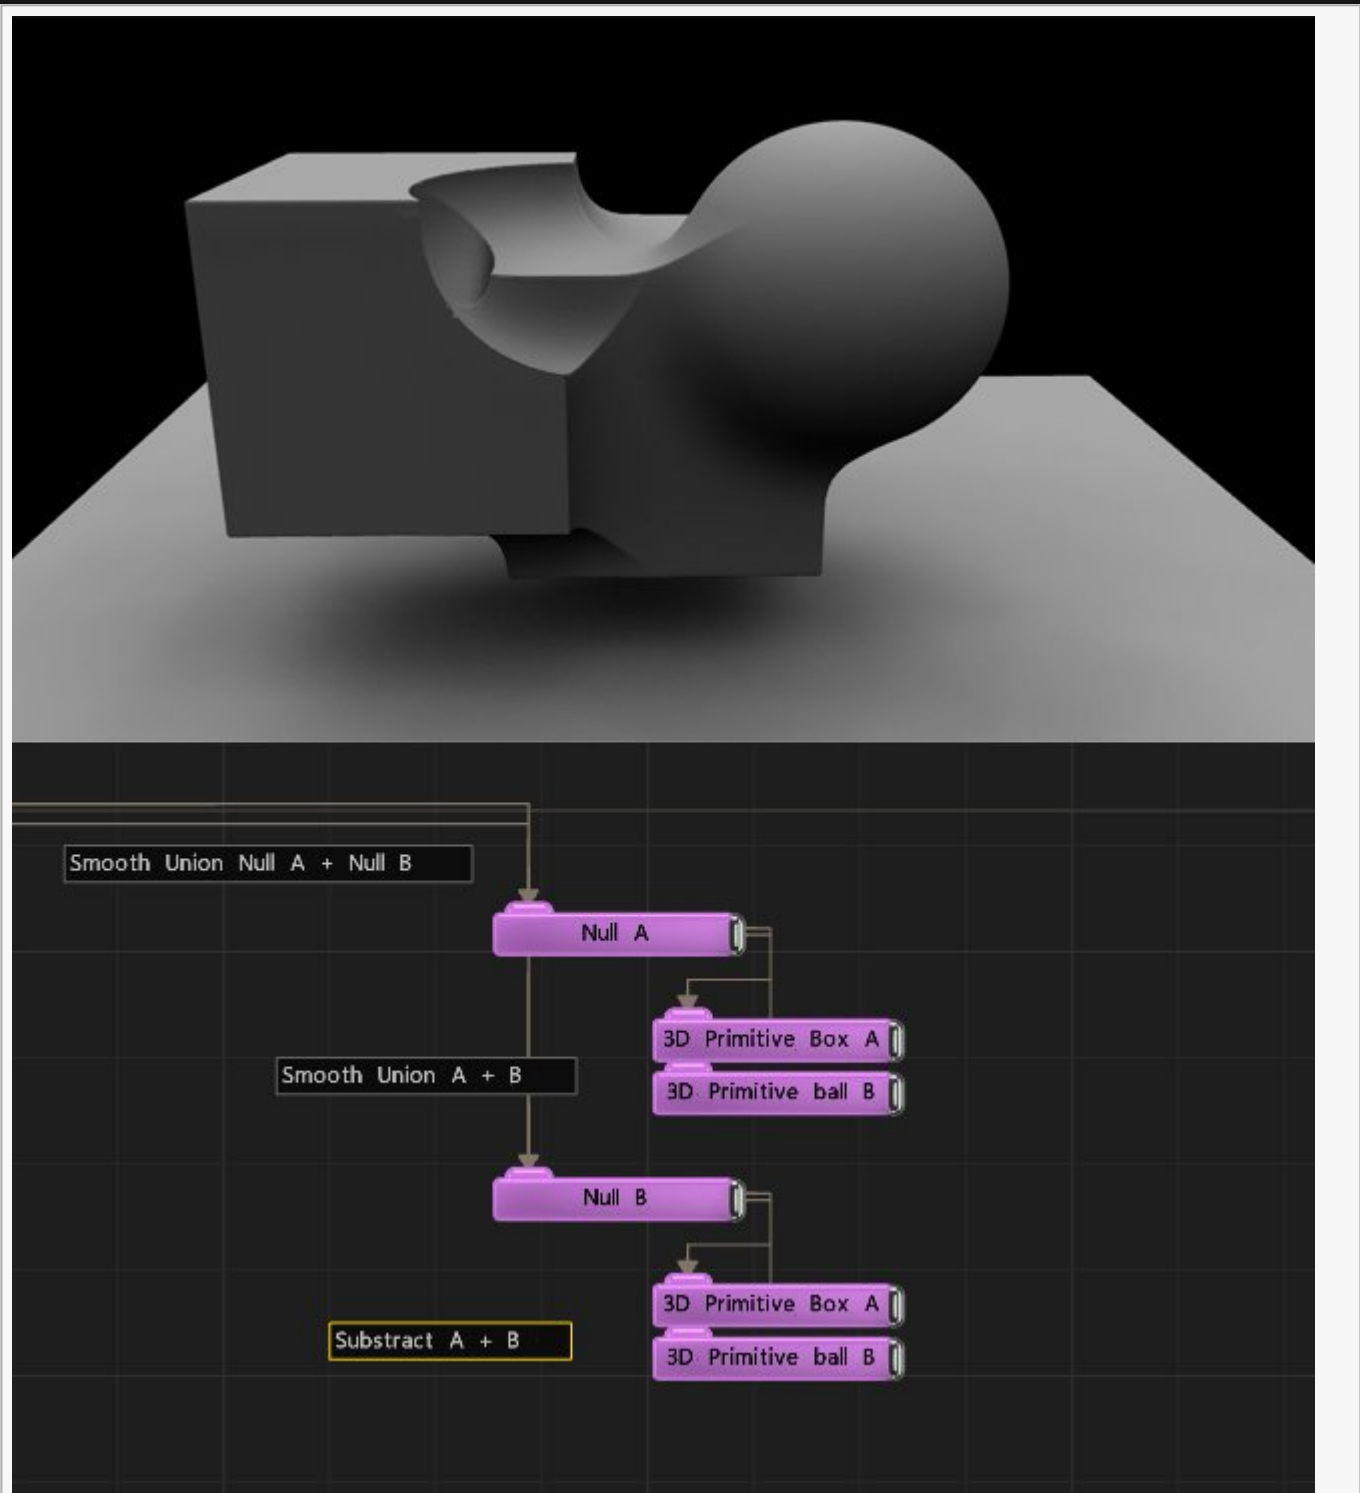 Smooth Union Null A + Null B
Null A
3D Primitive Box A
Smooth Union A + B
3D Primitive ball B
Null B
3D Primitive Box A
Substract A + B
3D Primitive ball B